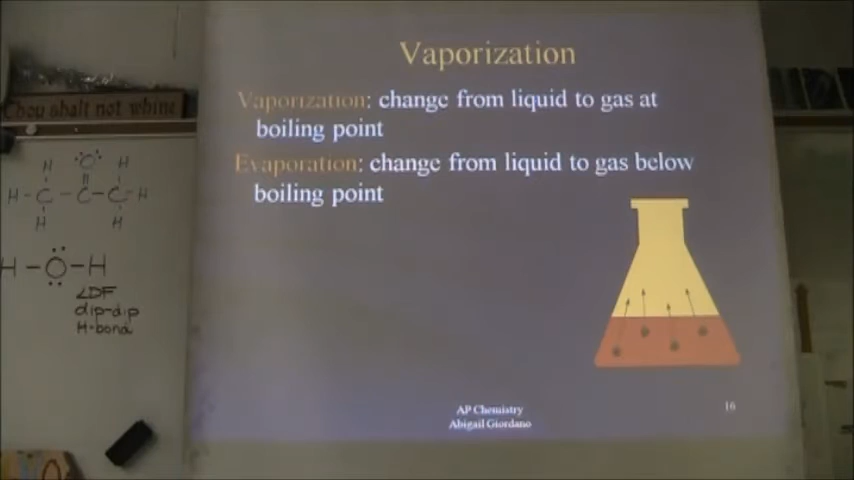 Vaporization
Vaporization: change from liquid to gas at
boiling point
Evaporation: change from liquid to gas below
boiling point
AP Chemistry
Abigail Giordano
16
Thou shalt not whine
H :O: H
H-C-C-C-H
H H
H-O-H
LDF
dip-dip
H-bond